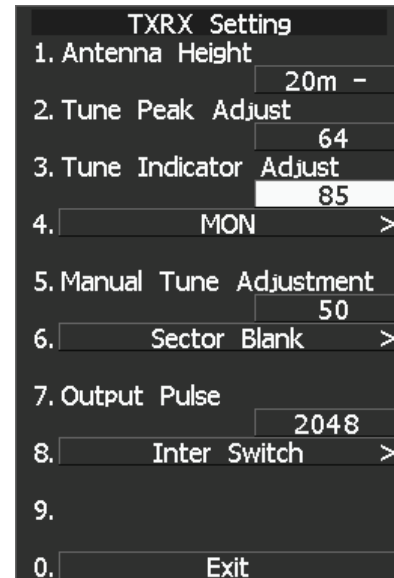 TXRX Setting
1. Antenna Height
20m -
2. Tune Peak Adjust
64
3. Tune Indicator Adjust
85
4. MON >
5. Manual Tune Adjustment
50
6. Sector Blank >
7. Output Pulse
2048
8. Inter Switch >
9.
0. Exit